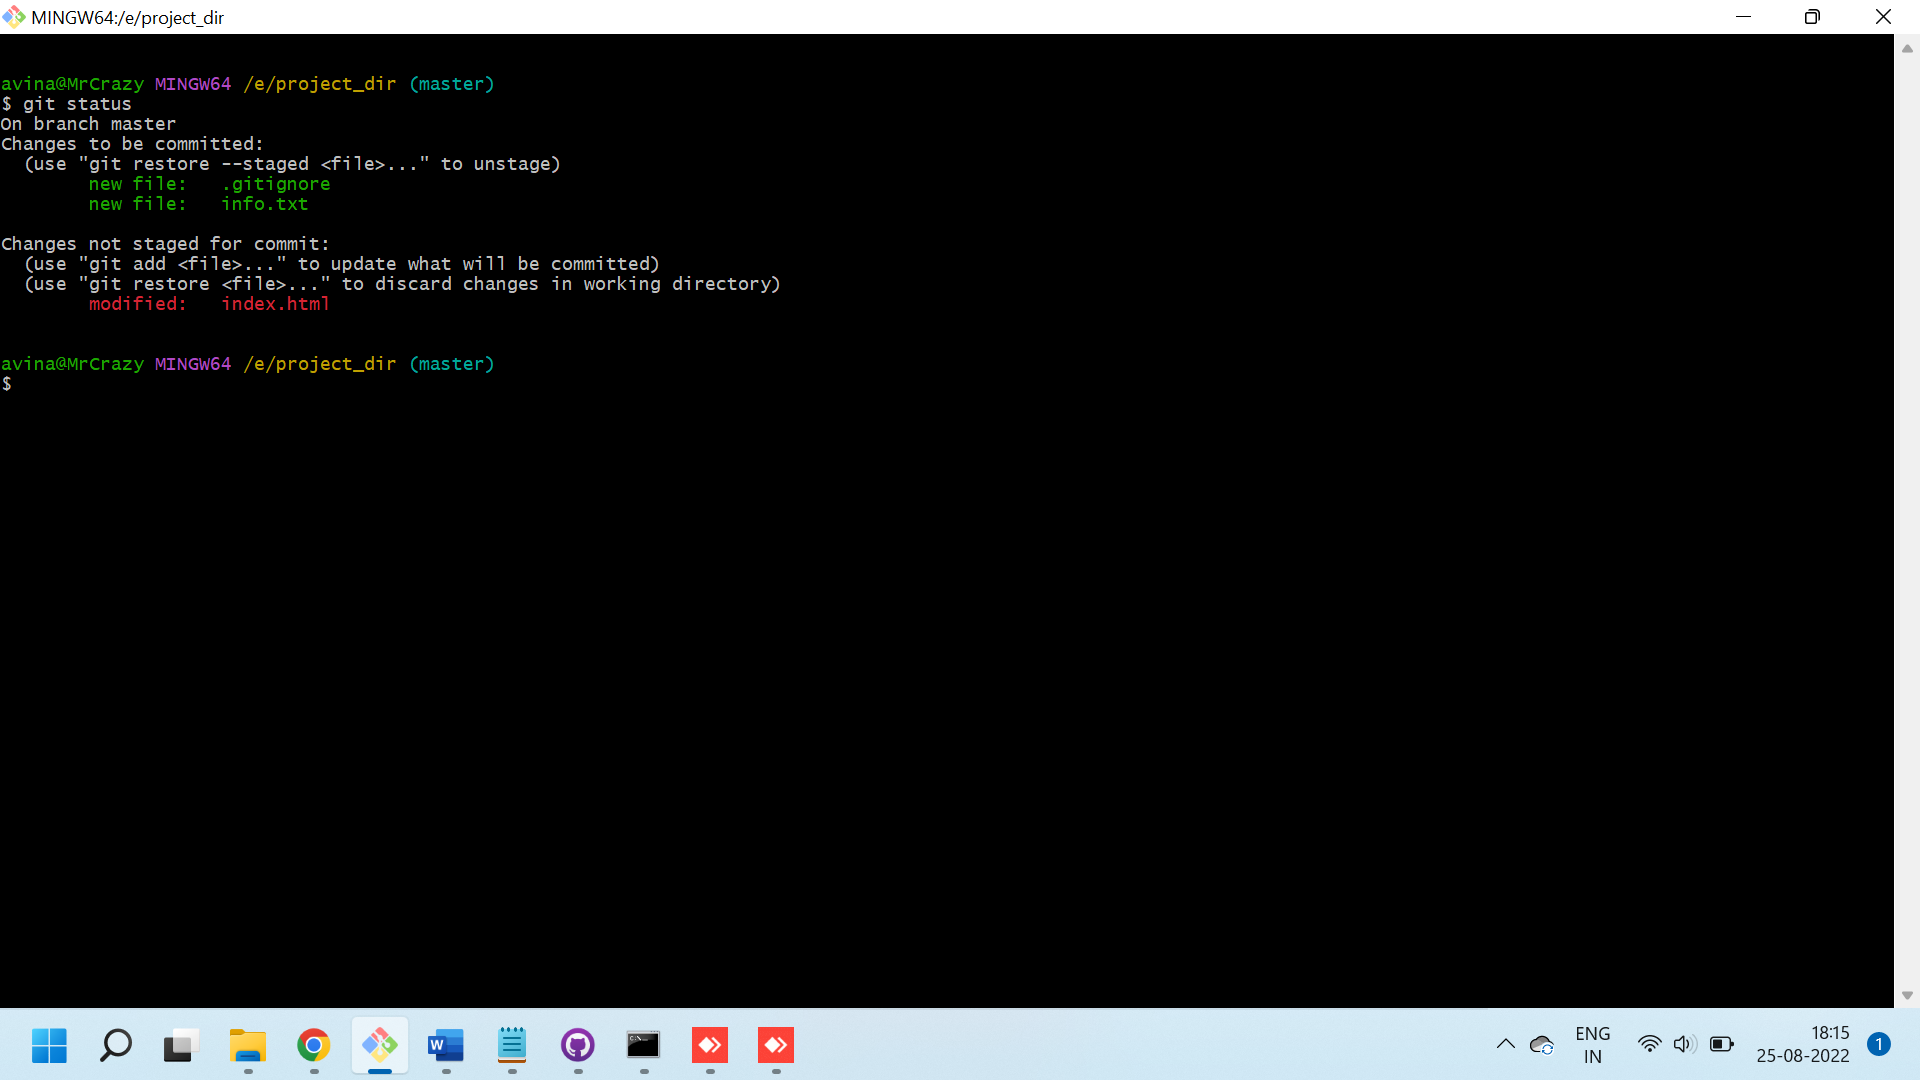 MINGW64:/e/project_dir
avina@MrCrazy MINGW64 /e/project_dir (master)
$ git status
On branch master
Changes to be committed:
  (use "git restore --staged <file>..." to unstage)
        new file:   .gitignore
        new file:   info.txt

Changes not staged for commit:
  (use "git add <file>..." to update what will be committed)
  (use "git restore <file>..." to discard changes in working directory)
        modified:   index.html

avina@MrCrazy MINGW64 /e/project_dir (master)
$
ENG
IN
18:15
25-08-2022
1